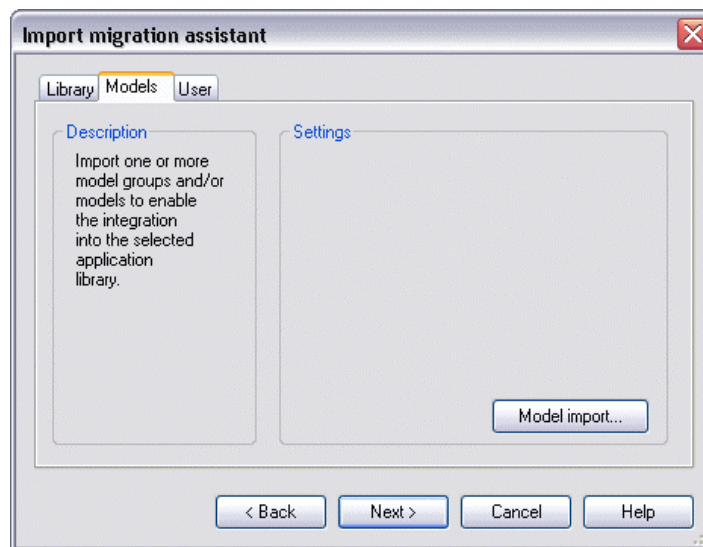 Import migration assistant
Library Models User
Description
Import one or more
model groups and/or
models to enable
the integration
into the selected
application
library.
Settings
Model import...
< Back Next > Cancel Help